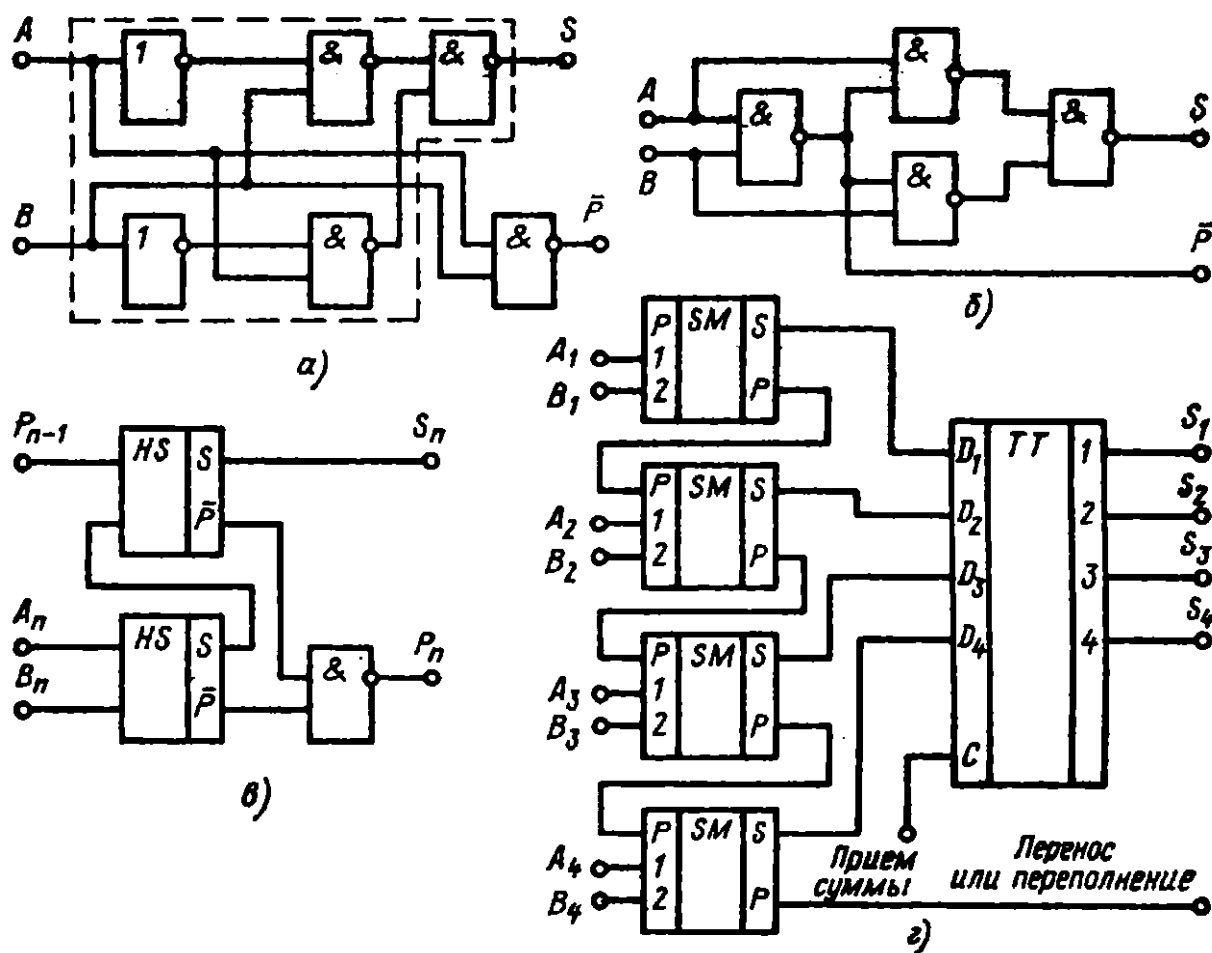 A 1 & & S
B 1 & & P̄
а)
A & & & S
B & P̄
б)
Pn-1 HS S Sn
P̄
An HS S
Bn P̄ & Pn
в)
P SM S
A1 1
B1 2 P
P SM S
A2 1
B2 2 P
P SM S
A3 1
B3 2 P
P SM S
A4 1
B4 2 P
D1 TT 1 S1
D2 2 S2
D3 3 S3
D4 4 S4
C
Прием
суммы
Перенос
или переполнение
г)